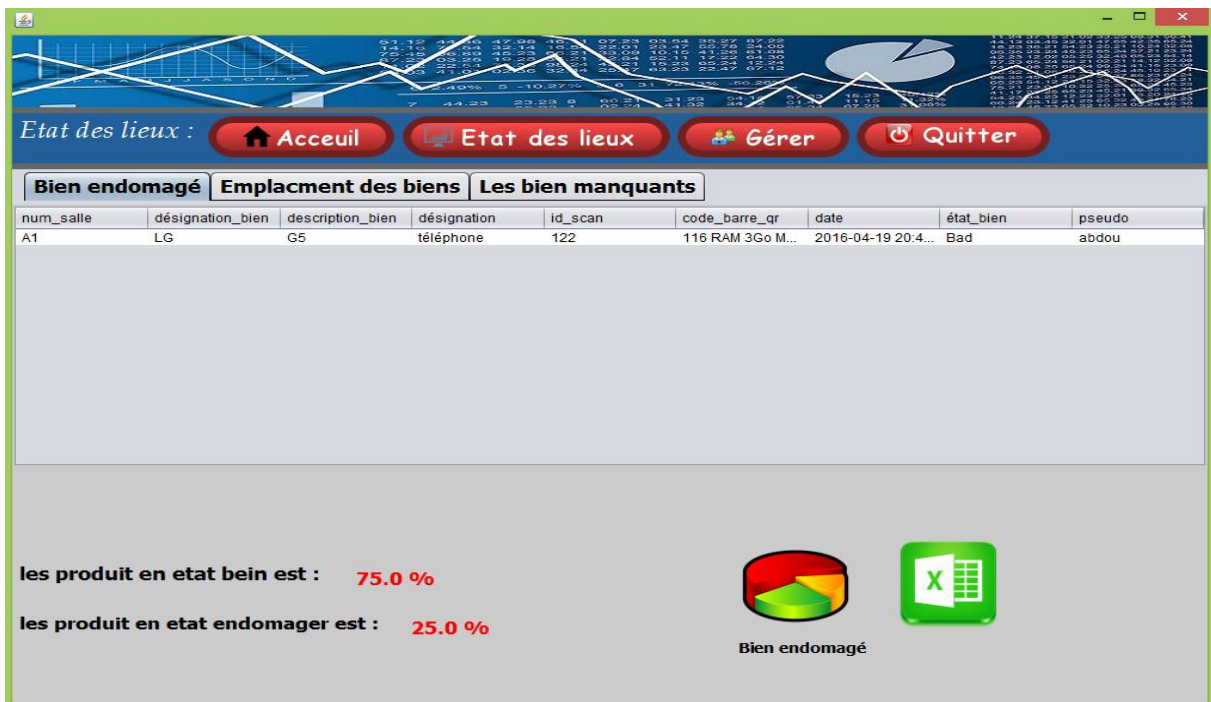 Etat des lieux :
Acceuil
Etat des lieux
Gérer
Quitter
Bien endomagé
Emplacment des biens
Les bien manquants
num_salle désignation_bien description_bien désignation id_scan code_barre_qr date état_bien pseudo
A1 LG G5 téléphone 122 116 RAM 3Go M... 2016-04-19 20:4... Bad abdou
les produit en etat bein est : 75.0 %
les produit en etat endomager est : 25.0 %
X
Bien endomagé